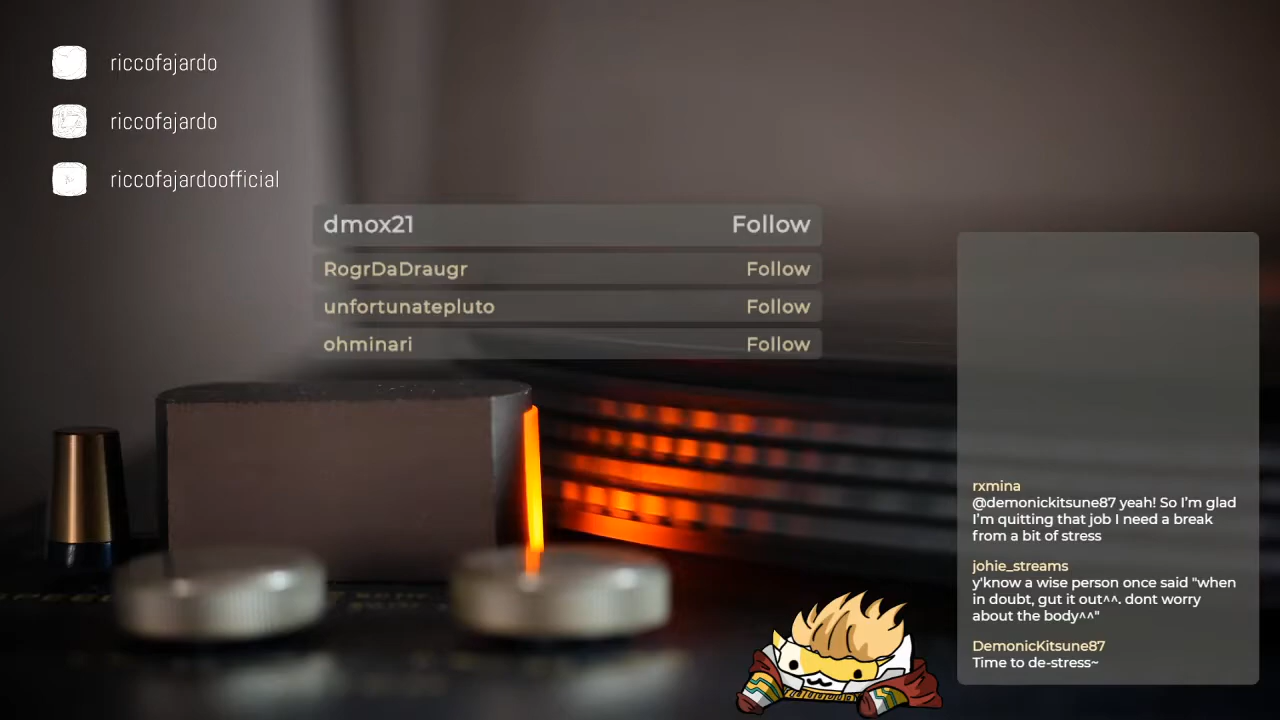 riccofajardo
riccofajardo
riccofajardoofficial
dmox21 Follow
RogrDaDraugr Follow
unfortunatepluto Follow
ohminari Follow
rxmina
@demonickitsune87 yeah! So I'm glad
I'm quitting that job I need a break
from a bit of stress
johie_streams
y'know a wise person once said "when
in doubt, gut it out^^. dont worry
about the body^^"
DemonicKitsune87
Time to de-stress~